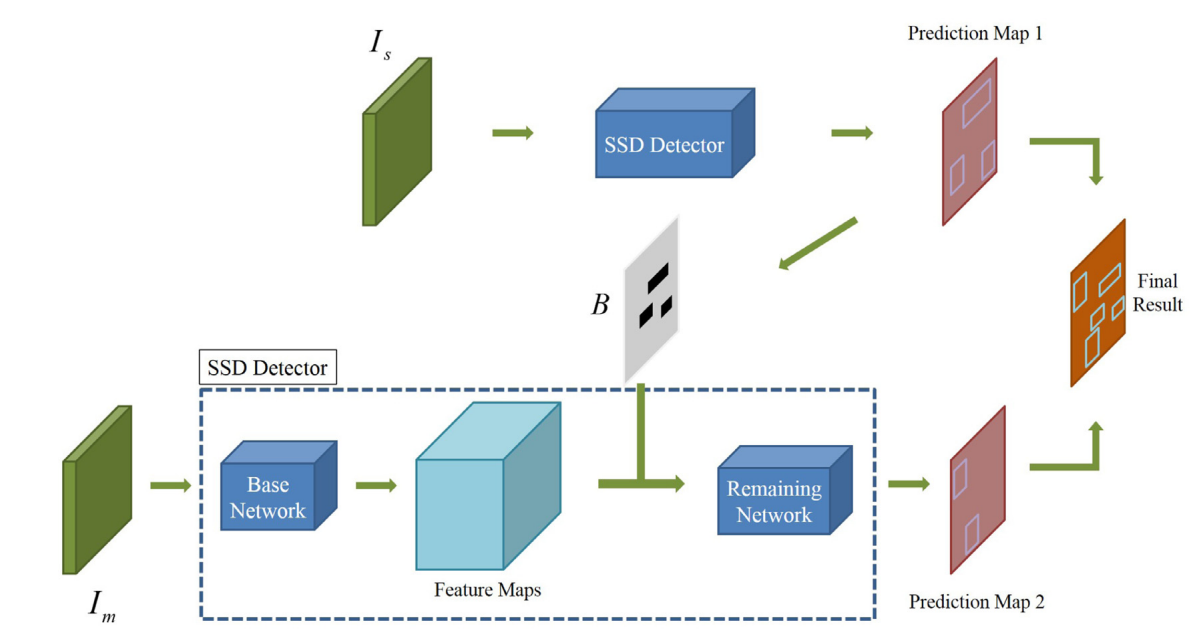 Prediction Map 1
I_s
SSD Detector
B
Final
Result
SSD Detector
Base
Network
Remaining
Network
Feature Maps
I_m
Prediction Map 2